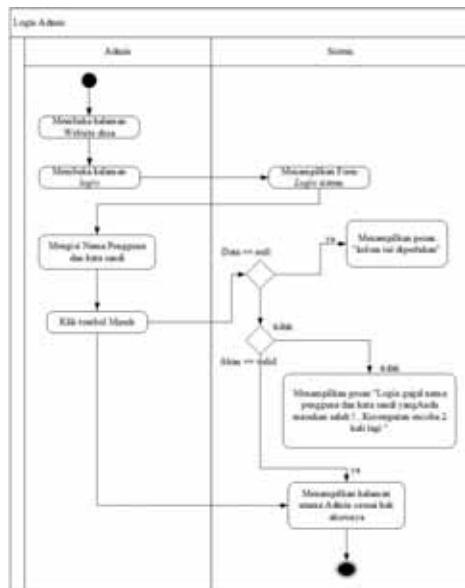 Login Admin
Admin
Sistem
Membuka halaman
Website desa
Membuka halaman
login
Menampilkan Form
Login sistem
Mengisi Nama Pengguna
dan kata sandi
Data == null
ya
Menampilkan pesan
"kolom ini diperlukan"
Klik tombol Masuk
tidak
Data == valid
tidak
Menampilkan pesan "Login gagal nama
pengguna dan kata sandi yang Anda
masukan salah !.. Kesempatan mencoba 2
kali lagi "
ya
Menampilkan halaman
utama Admin sesuai hak
aksesnya